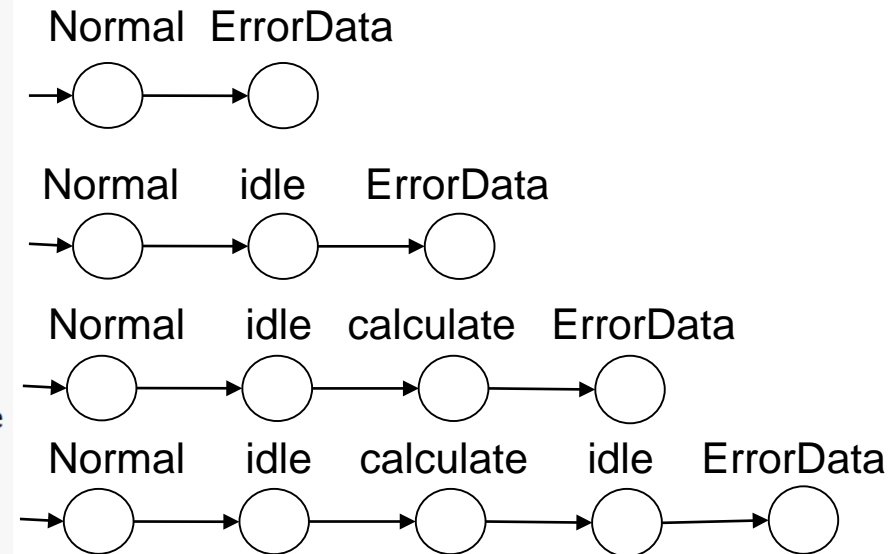 Normal ErrorData
Normal idle ErrorData
Normal idle calculate ErrorData
Normal idle calculate idle ErrorData